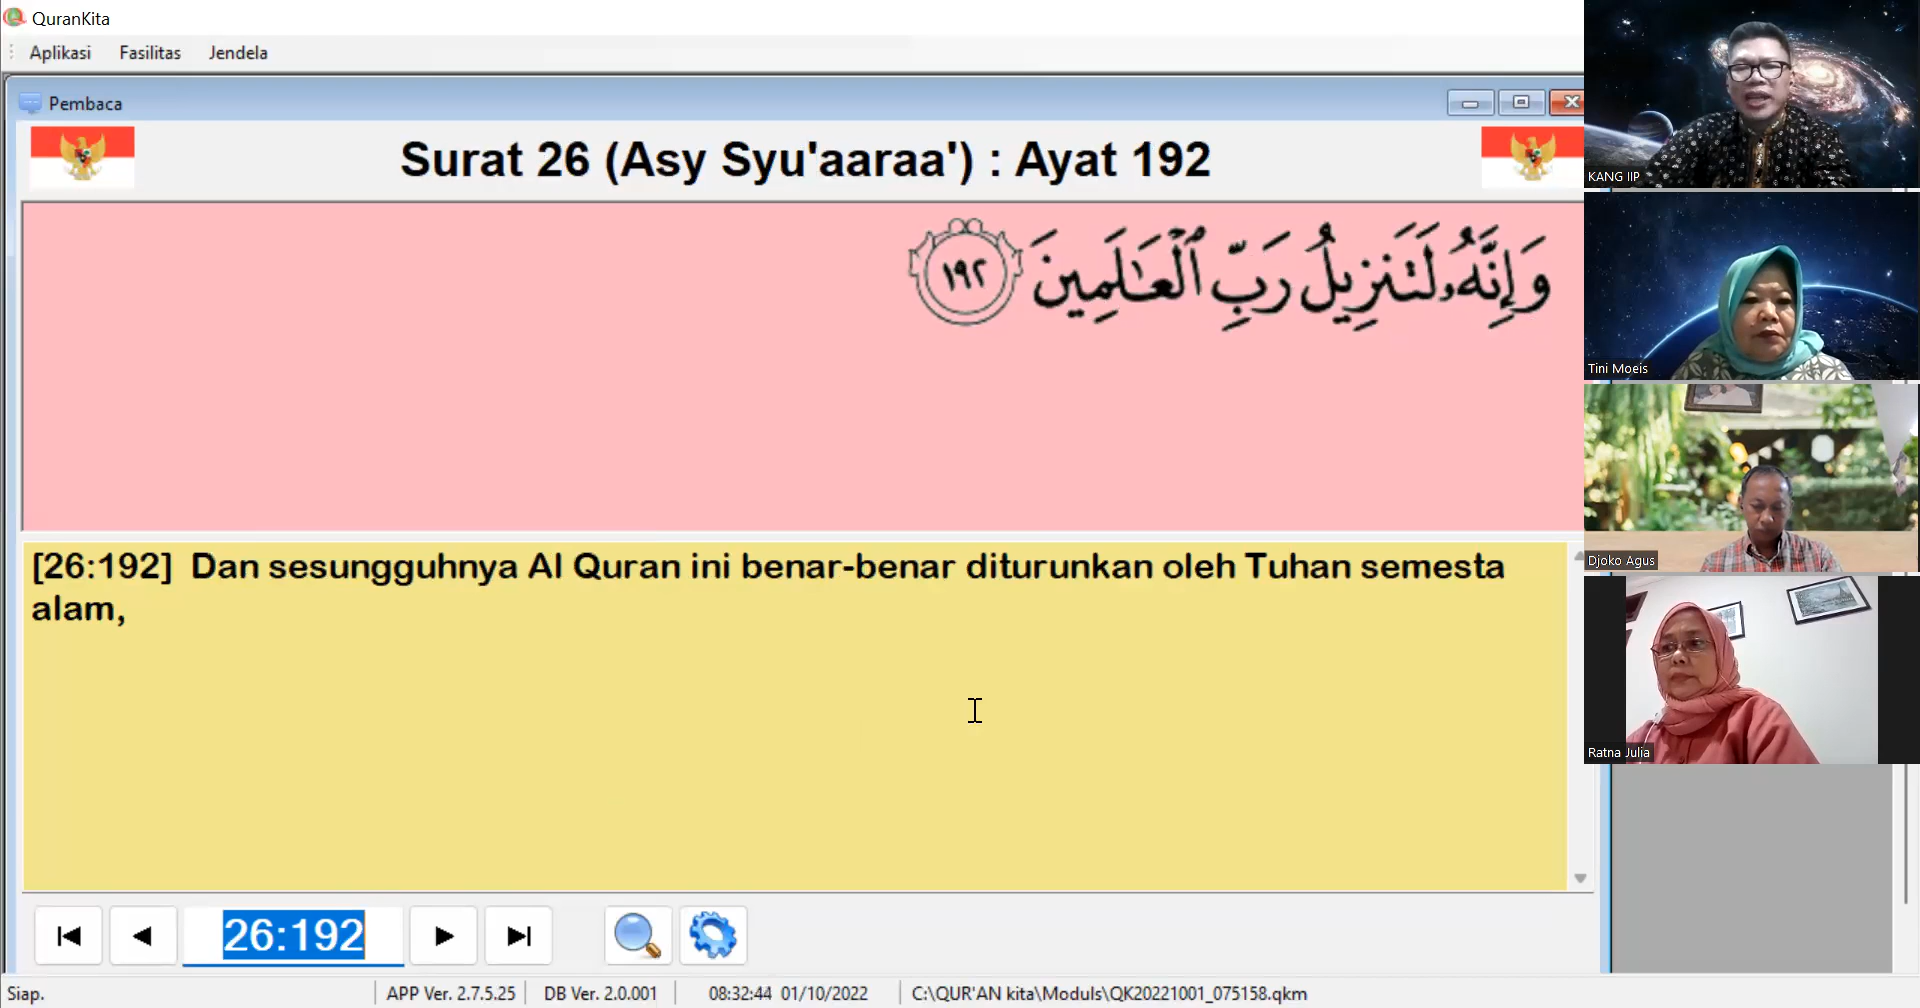 QuranKita
Aplikasi Fasilitas Jendela
Pembaca
Surat 26 (Asy Syu'aaraa') : Ayat 192
وَإِنَّهُۥ لَتَنزِيلُ رَبِّ ٱلْعَٰلَمِينَ ١٩٢
[26:192] Dan sesungguhnya Al Quran ini benar-benar diturunkan oleh Tuhan semesta
alam,
26:192
Siap. APP Ver. 2.7.5.25 DB Ver. 2.0.001 08:32:44 01/10/2022 C:\QUR'AN kita\Moduls\QK20221001_075158.qkm
KANG IIP
Tini Moeis
Djoko Agus
Ratna Julia